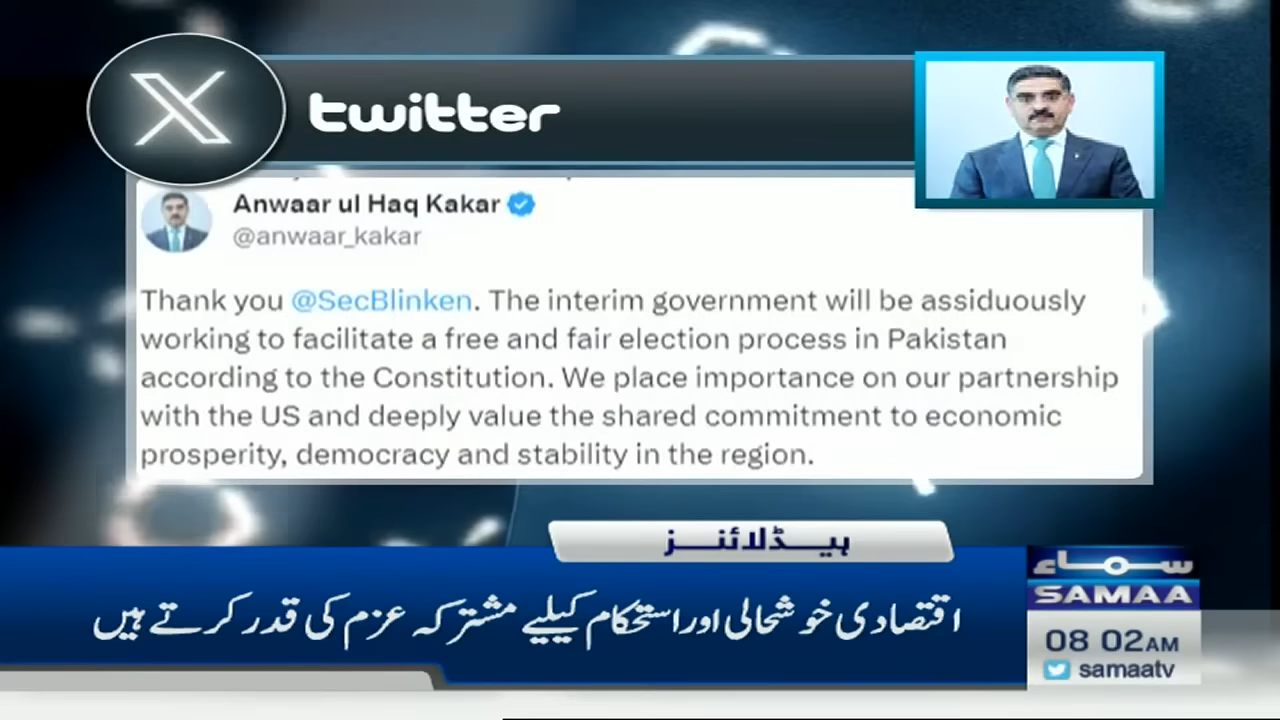 twitter
Anwaar ul Haq Kakar
@anwaar_kakar
Thank you @SecBlinken. The interim government will be assiduously
working to facilitate a free and fair election process in Pakistan
according to the Constitution. We place importance on our partnership
with the US and deeply value the shared commitment to economic
prosperity, democracy and stability in the region.
ہیڈلائنز
اقتصادی خوشحالی اور استحکام کیلیے مشترکہ عزم کی قدر کرتے ہیں
سماء
SAMAA
08 02AM
samaatv